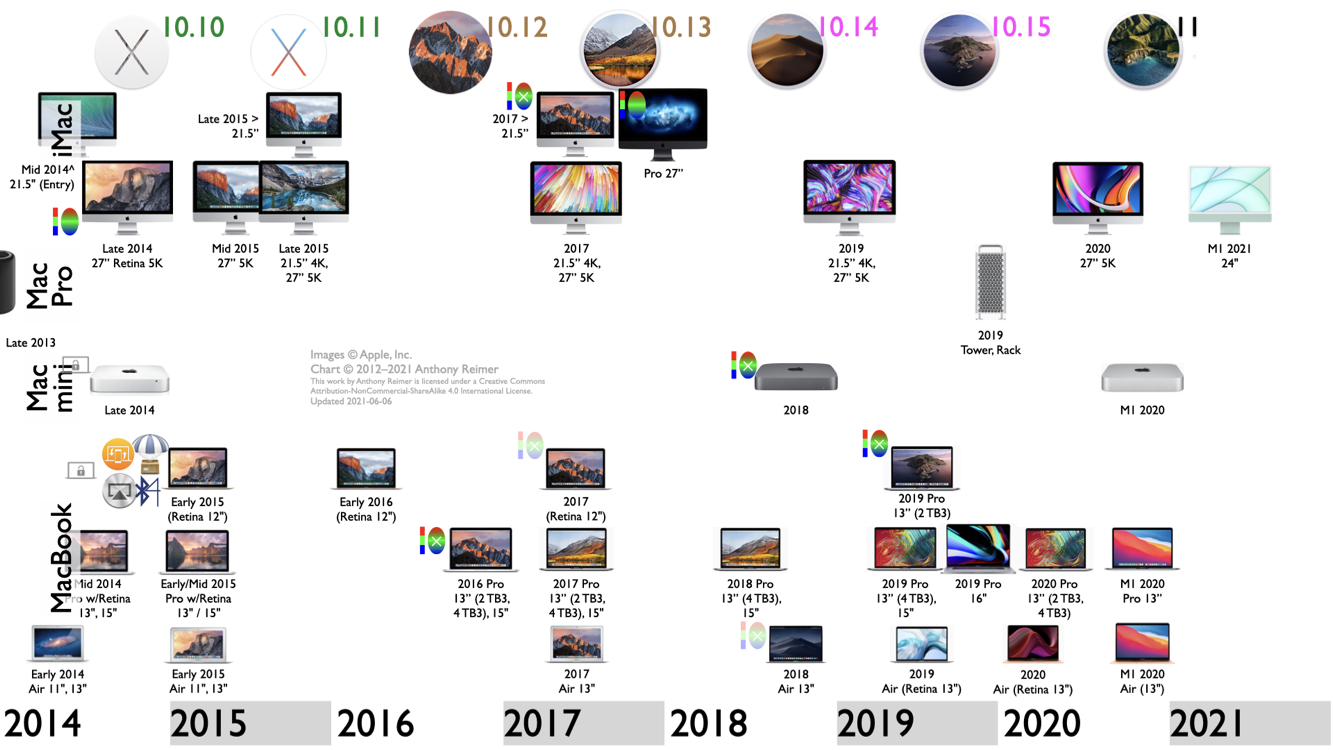 10.10
10.11
10.12
10.13
10.14
10.15
11
iMac
Mid 2014^
21.5" (Entry)
Late 2015 >
21.5”
2017 >
21.5”
Pro 27”
Late 2014
27” Retina 5K
Mid 2015
27” 5K
Late 2015
21.5” 4K,
27” 5K
2017
21.5” 4K,
27” 5K
2019
21.5” 4K,
27” 5K
2020
27” 5K
M1 2021
24"
Mac
Pro
Late 2013
2019
Tower, Rack
Mac
mini
Late 2014
Images © Apple, Inc.
Chart © 2012–2021 Anthony Reimer
This work by Anthony Reimer is licensed under a Creative Commons
Attribution-NonCommercial-ShareAlike 4.0 International License.
Updated 2021-06-06
2018
M1 2020
MacBook
Early 2015
(Retina 12")
Early 2016
(Retina 12")
2017
(Retina 12")
2019 Pro
13” (2 TB3)
Mid 2014
Pro w/Retina
13", 15"
Early/Mid 2015
Pro w/Retina
13" / 15"
2016 Pro
13” (2 TB3,
4 TB3), 15"
2017 Pro
13” (2 TB3,
4 TB3), 15"
2018 Pro
13” (4 TB3),
15"
2019 Pro
13” (4 TB3),
15"
2019 Pro
16"
2020 Pro
13” (2 TB3,
4 TB3)
M1 2020
Pro 13”
Early 2014
Air 11", 13"
Early 2015
Air 11", 13"
2017
Air 13"
2018
Air 13"
2019
Air (Retina 13")
2020
Air (Retina 13")
M1 2020
Air (13")
2014
2015
2016
2017
2018
2019
2020
2021